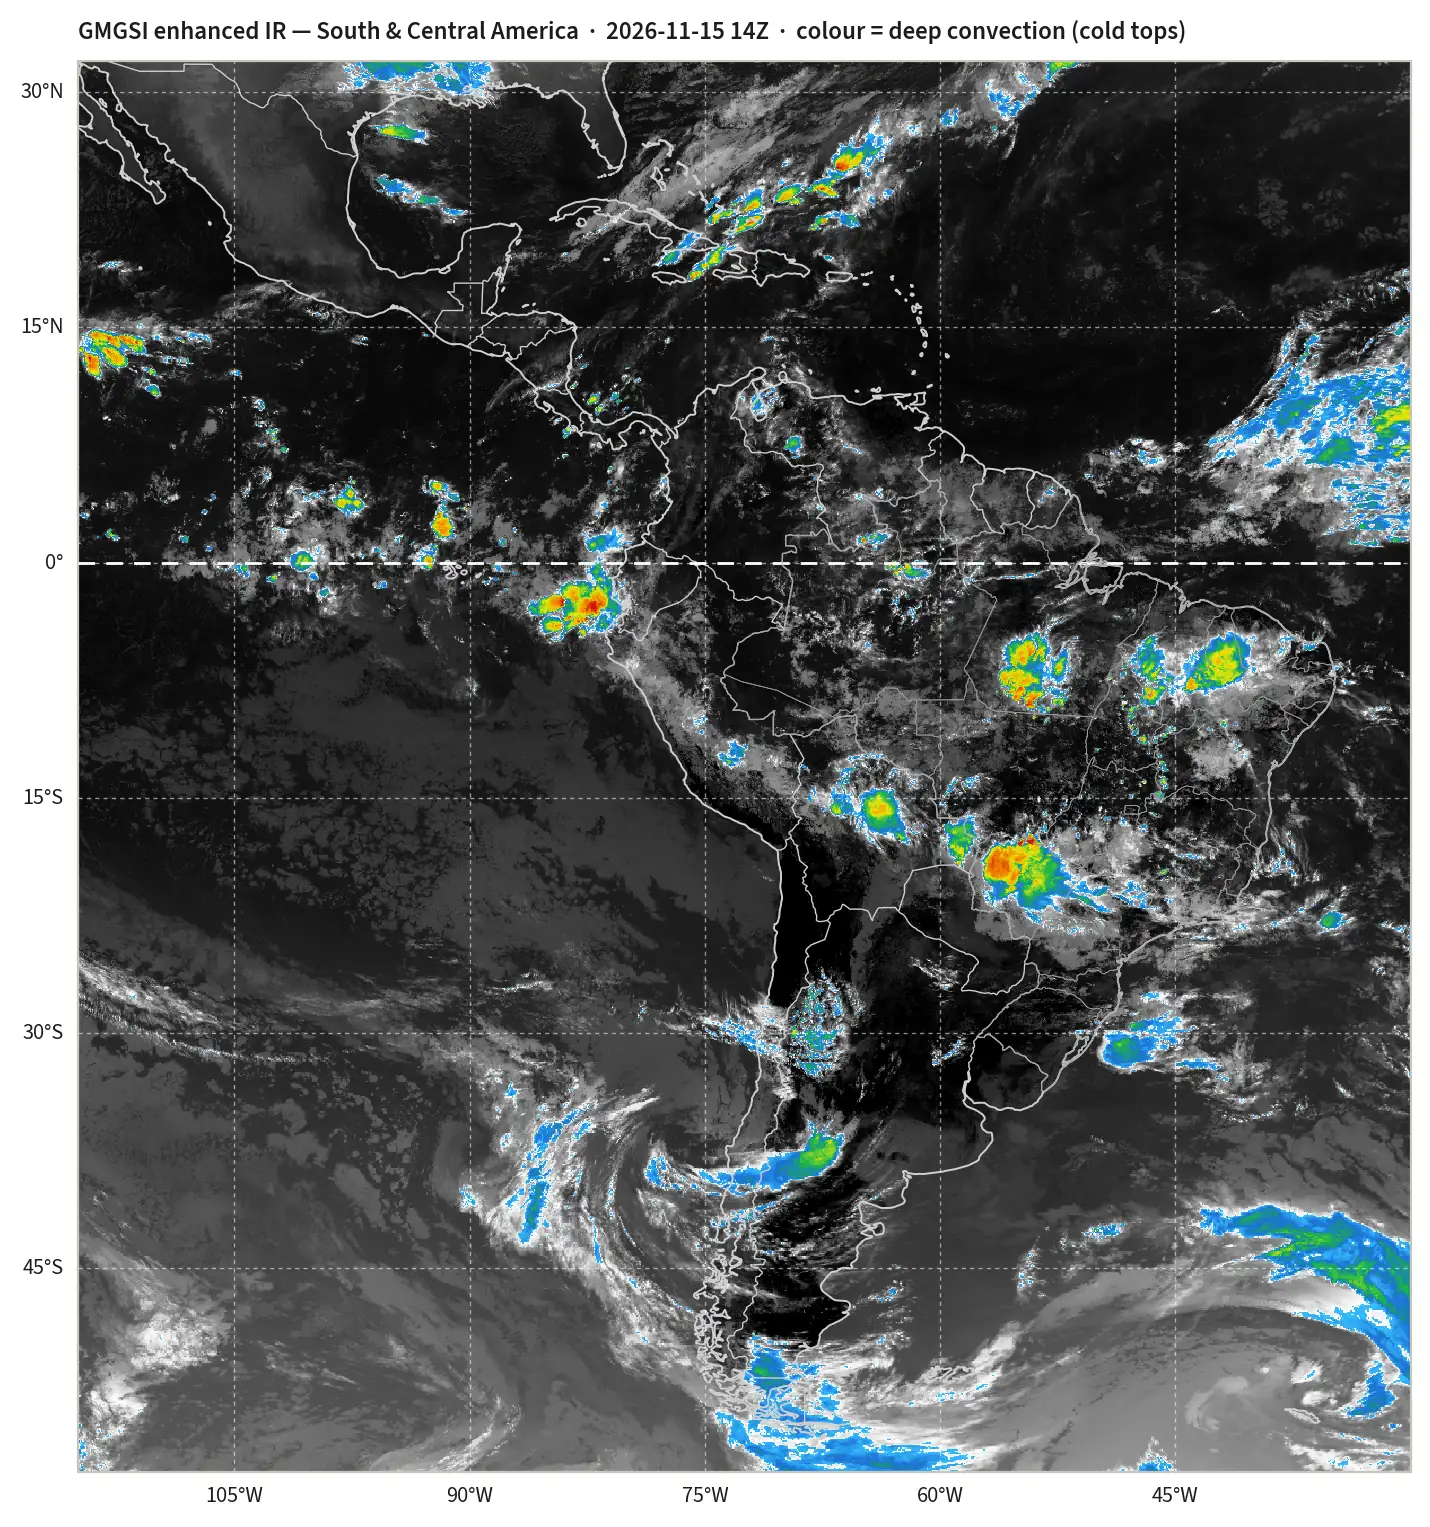 GMGSI enhanced IR — South & Central America · 2026-11-15 14Z · colour = deep convection (cold tops)
30°N
15°N
0°
15°S
30°S
45°S
105°W
90°W
75°W
60°W
45°W